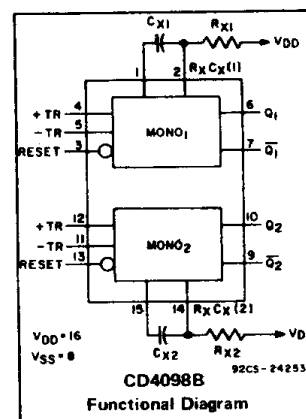 CX1 RX1 VDD
1 2 RXCX(1)
+TR 4 6 Q1
-TR 5 MONO1
RESET 3 7 Q1
+TR 12 10 Q2
-TR 11 MONO2
RESET 13 9 Q2
15 14 RXCX(2)
VDD=16 CX2 RX2 VD
VSS=8
92CS-24253
CD4098B
Functional Diagram